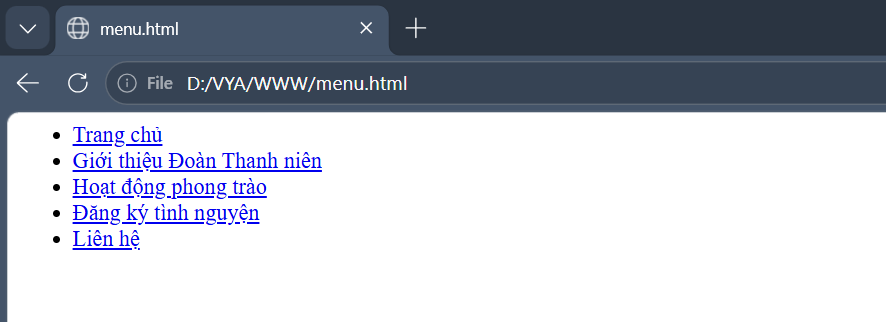 menu.html
File D:/VYA/WWW/menu.html
Trang chủ
Giới thiệu Đoàn Thanh niên
Hoạt động phong trào
Đăng ký tình nguyện
Liên hệ